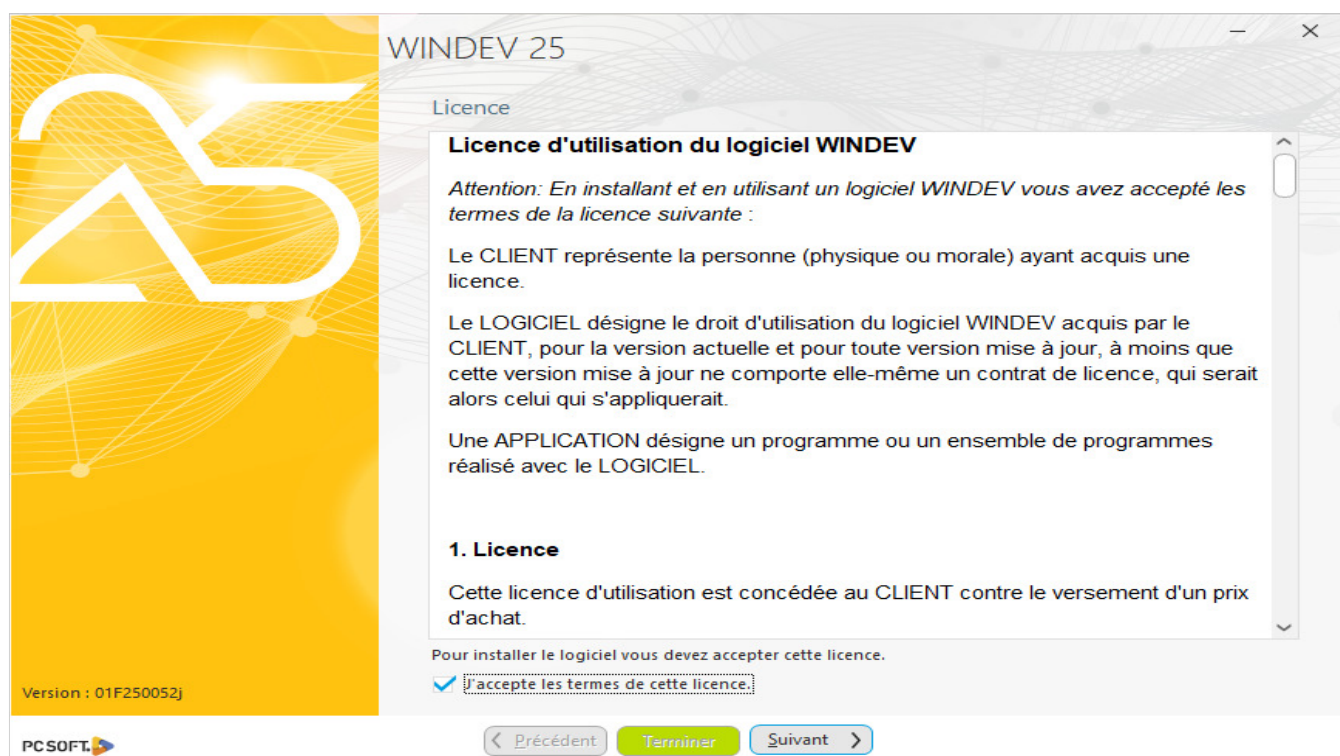 WINDEV 25
Licence
Licence d'utilisation du logiciel WINDEV
Attention: En installant et en utilisant un logiciel WINDEV vous avez accepté les
termes de la licence suivante :
Le CLIENT représente la personne (physique ou morale) ayant acquis une
licence.
Le LOGICIEL désigne le droit d'utilisation du logiciel WINDEV acquis par le
CLIENT, pour la version actuelle et pour toute version mise à jour, à moins que
cette version mise à jour ne comporte elle-même un contrat de licence, qui serait
alors celui qui s'appliquerait.
Une APPLICATION désigne un programme ou un ensemble de programmes
réalisé avec le LOGICIEL.
1. Licence
Cette licence d'utilisation est concédée au CLIENT contre le versement d'un prix
d'achat.
Pour installer le logiciel vous devez accepter cette licence.
J'accepte les termes de cette licence.
Version : 01F250052j
PC SOFT
Précédent
Terminer
Suivant